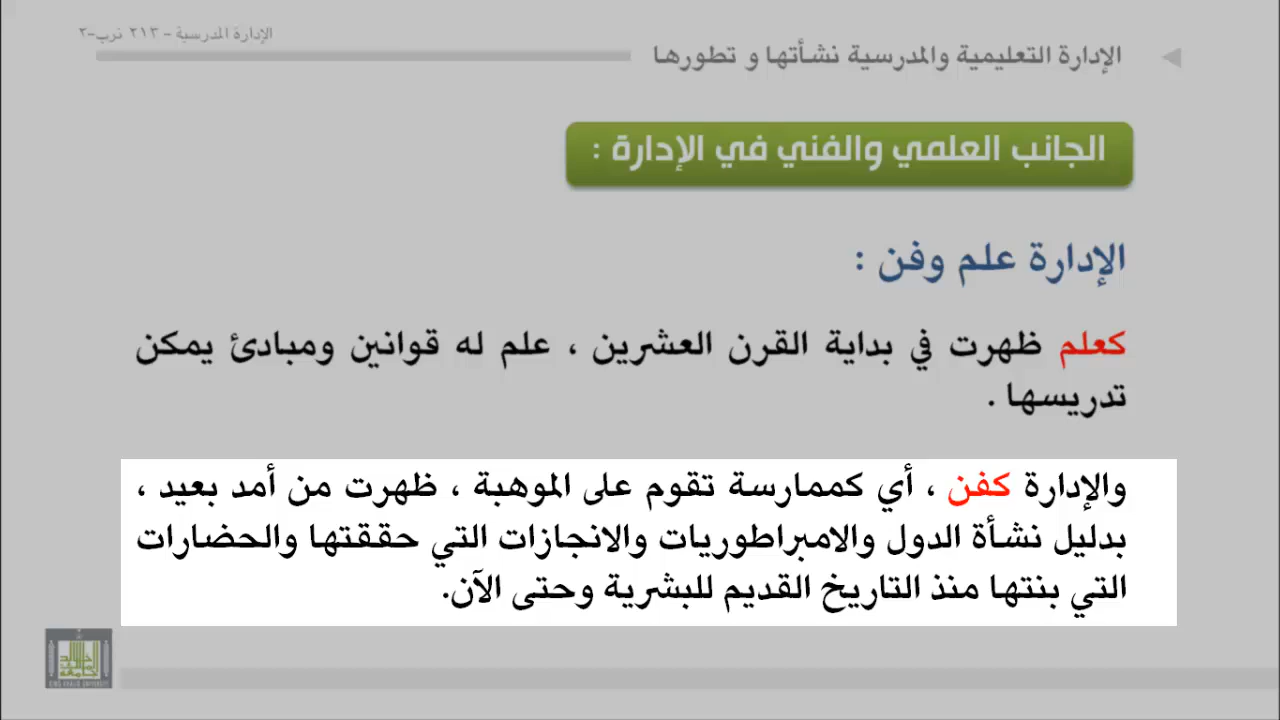 الإدارة المدرسية - ٢١٣ ترب-٢
الإدارة التعليمية والمدرسية نشأتها و تطورها
الجانب العلمي والفني في الإدارة :
الإدارة علم وفن :
كعلم ظهرت في بداية القرن العشرين ، علم له قوانين ومبادئ يمكن
تدريسها .
والإدارة كفن ، أي كممارسة تقوم على الموهبة ، ظهرت من أمد بعيد ،
بدليل نشأة الدول والامبراطوريات والانجازات التي حققتها والحضارات
التي بنتها منذ التاريخ القديم للبشرية وحتى الآن.